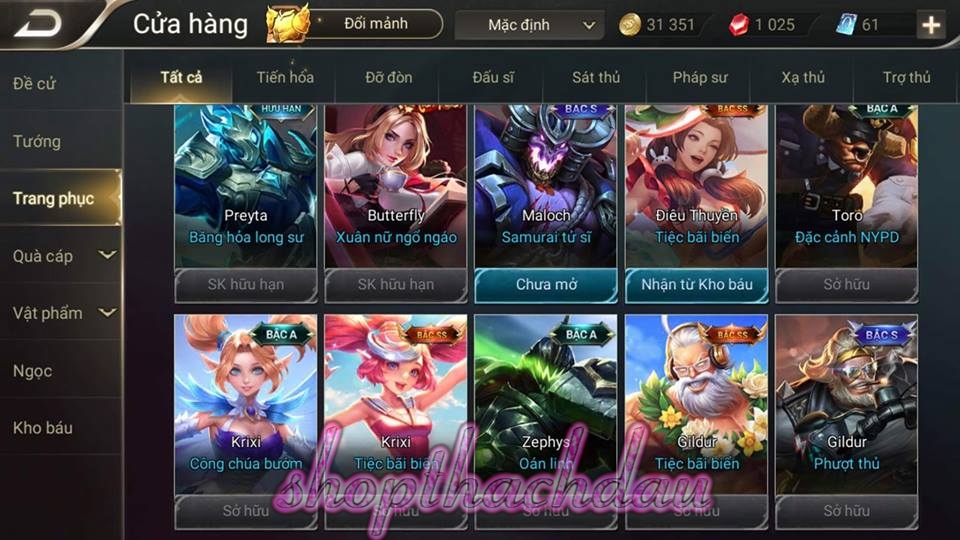 Cửa hàng
Đổi mảnh
Mặc định
31 351
1 025
61
Đề cử
Tướng
Trang phục
Quà cáp
Vật phẩm
Ngọc
Kho báu
Tất cả
Tiến hóa
Đỡ đòn
Đấu sĩ
Sát thủ
Pháp sư
Xạ thủ
Trợ thủ
HỮU HẠN
Preyta
Băng hỏa long sư
SK hữu hạn
Butterfly
Xuân nữ ngổ ngáo
SK hữu hạn
BẬC S
Maloch
Samurai tử sĩ
Chưa mở
BẬC SS
Điêu Thuyền
Tiệc bãi biển
Nhận từ Kho báu
BẬC A
Toro
Đặc cảnh NYPD
Sở hữu
BẬC A
Krixi
Công chúa bướm
Sở hữu
BẬC SS
Krixi
Tiệc bãi biển
Sở hữu
BẬC A
Zephys
Oán linh
Sở hữu
BẬC SS
Gildur
Tiệc bãi biển
Sở hữu
BẬC S
Gildur
Phượt thủ
Sở hữu
shopthachdau